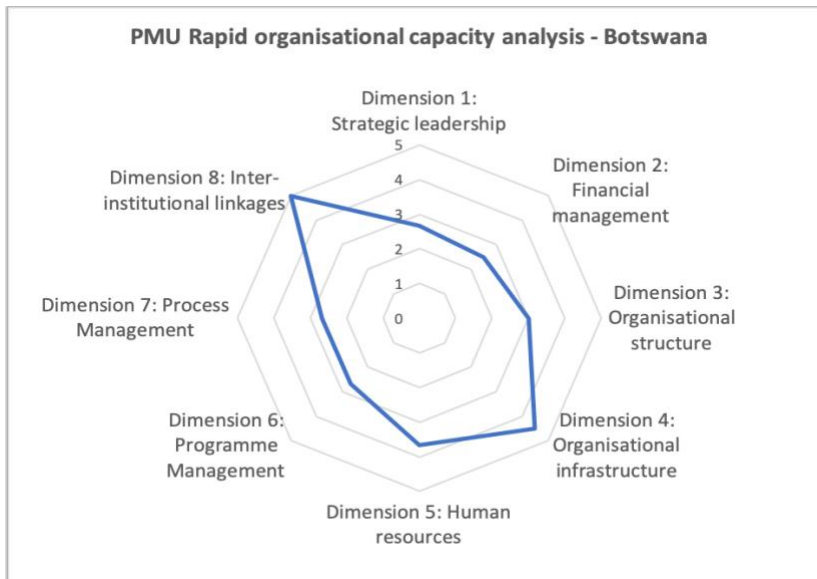 PMU Rapid organisational capacity analysis - Botswana
Dimension 1:
Strategic leadership
Dimension 2:
Financial
management
Dimension 3:
Organisational
structure
Dimension 4:
Organisational
infrastructure
Dimension 5: Human
resources
Dimension 6:
Programme
Management
Dimension 7: Process
Management
Dimension 8: Inter-
institutional linkages
5
4
3
2
1
0